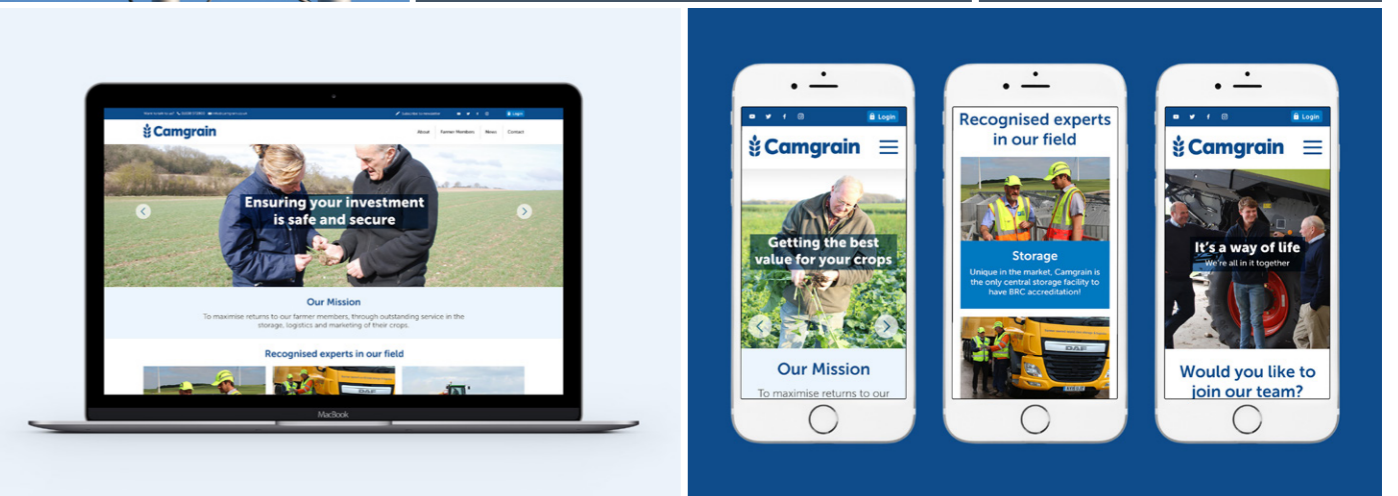 Login
Camgrain
About
Farmer Members
News
Contact
Ensuring your investment
is safe and secure
Our Mission
To maximise returns to our farmer members, through outstanding service in the
storage, logistics and marketing of their crops.
Recognised experts in our field
MacBook
Login
Camgrain
Getting the best
value for your crops
Our Mission
To maximise returns to our
Recognised experts
in our field
Storage
Unique in the market, Camgrain is
the only central storage facility to
have BRC accreditation!
DAF
Login
Camgrain
It's a way of life
We're all in it together
Would you like to
join our team?